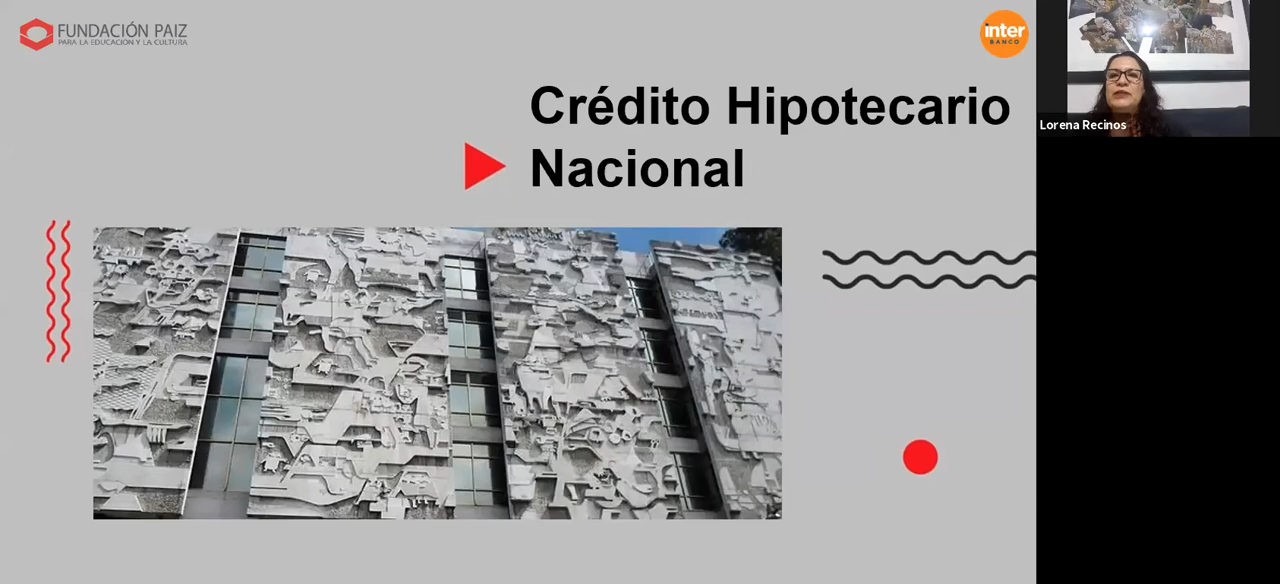 FUNDACIÓN PAIZ
PARA LA EDUCACIÓN Y LA CULTURA
inter
BANCO
Crédito Hipotecario
Nacional
Lorena Recinos